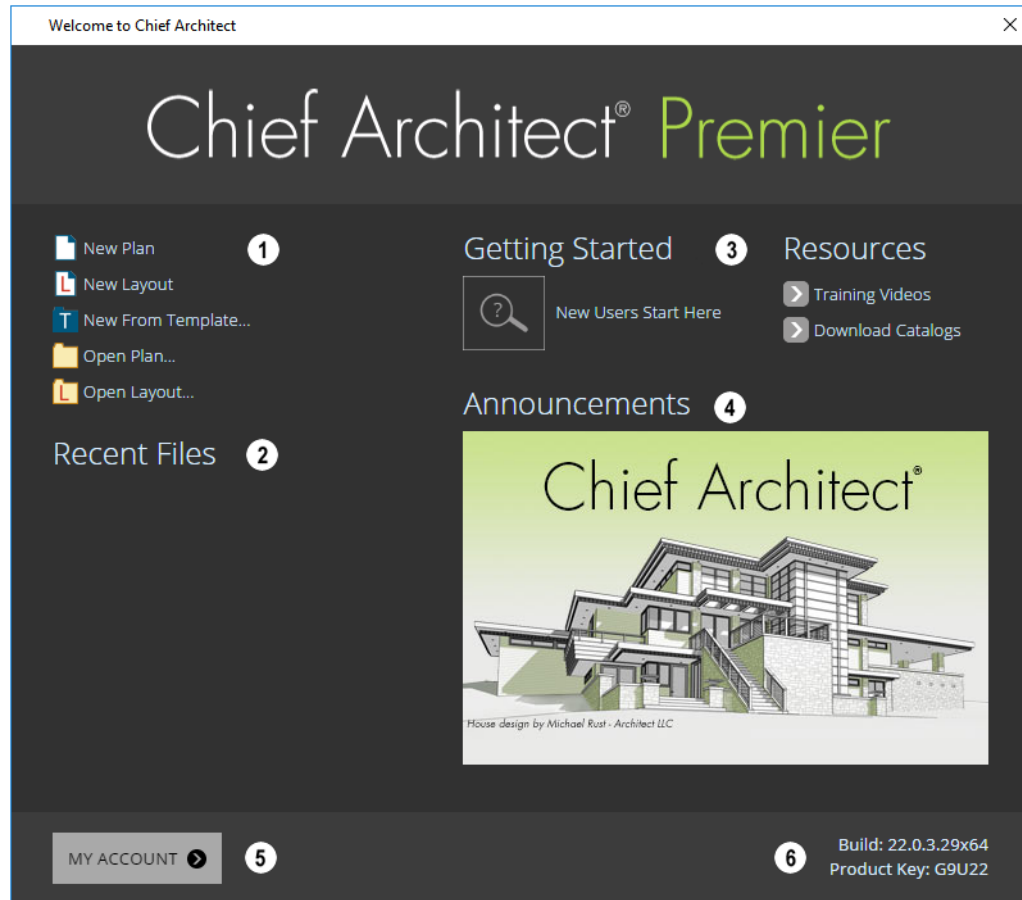 Welcome to Chief Architect
Chief Architect® Premier
New Plan
1
New Layout
L
T
New From Template...
Open Plan...
L
Open Layout...
Recent Files 2
Getting Started 3
?
New Users Start Here
Resources
Training Videos
Download Catalogs
Announcements 4
Chief Architect®
House design by Michael Rust - Architect LLC
MY ACCOUNT
5
6
Build: 22.0.3.29x64
Product Key: G9U22